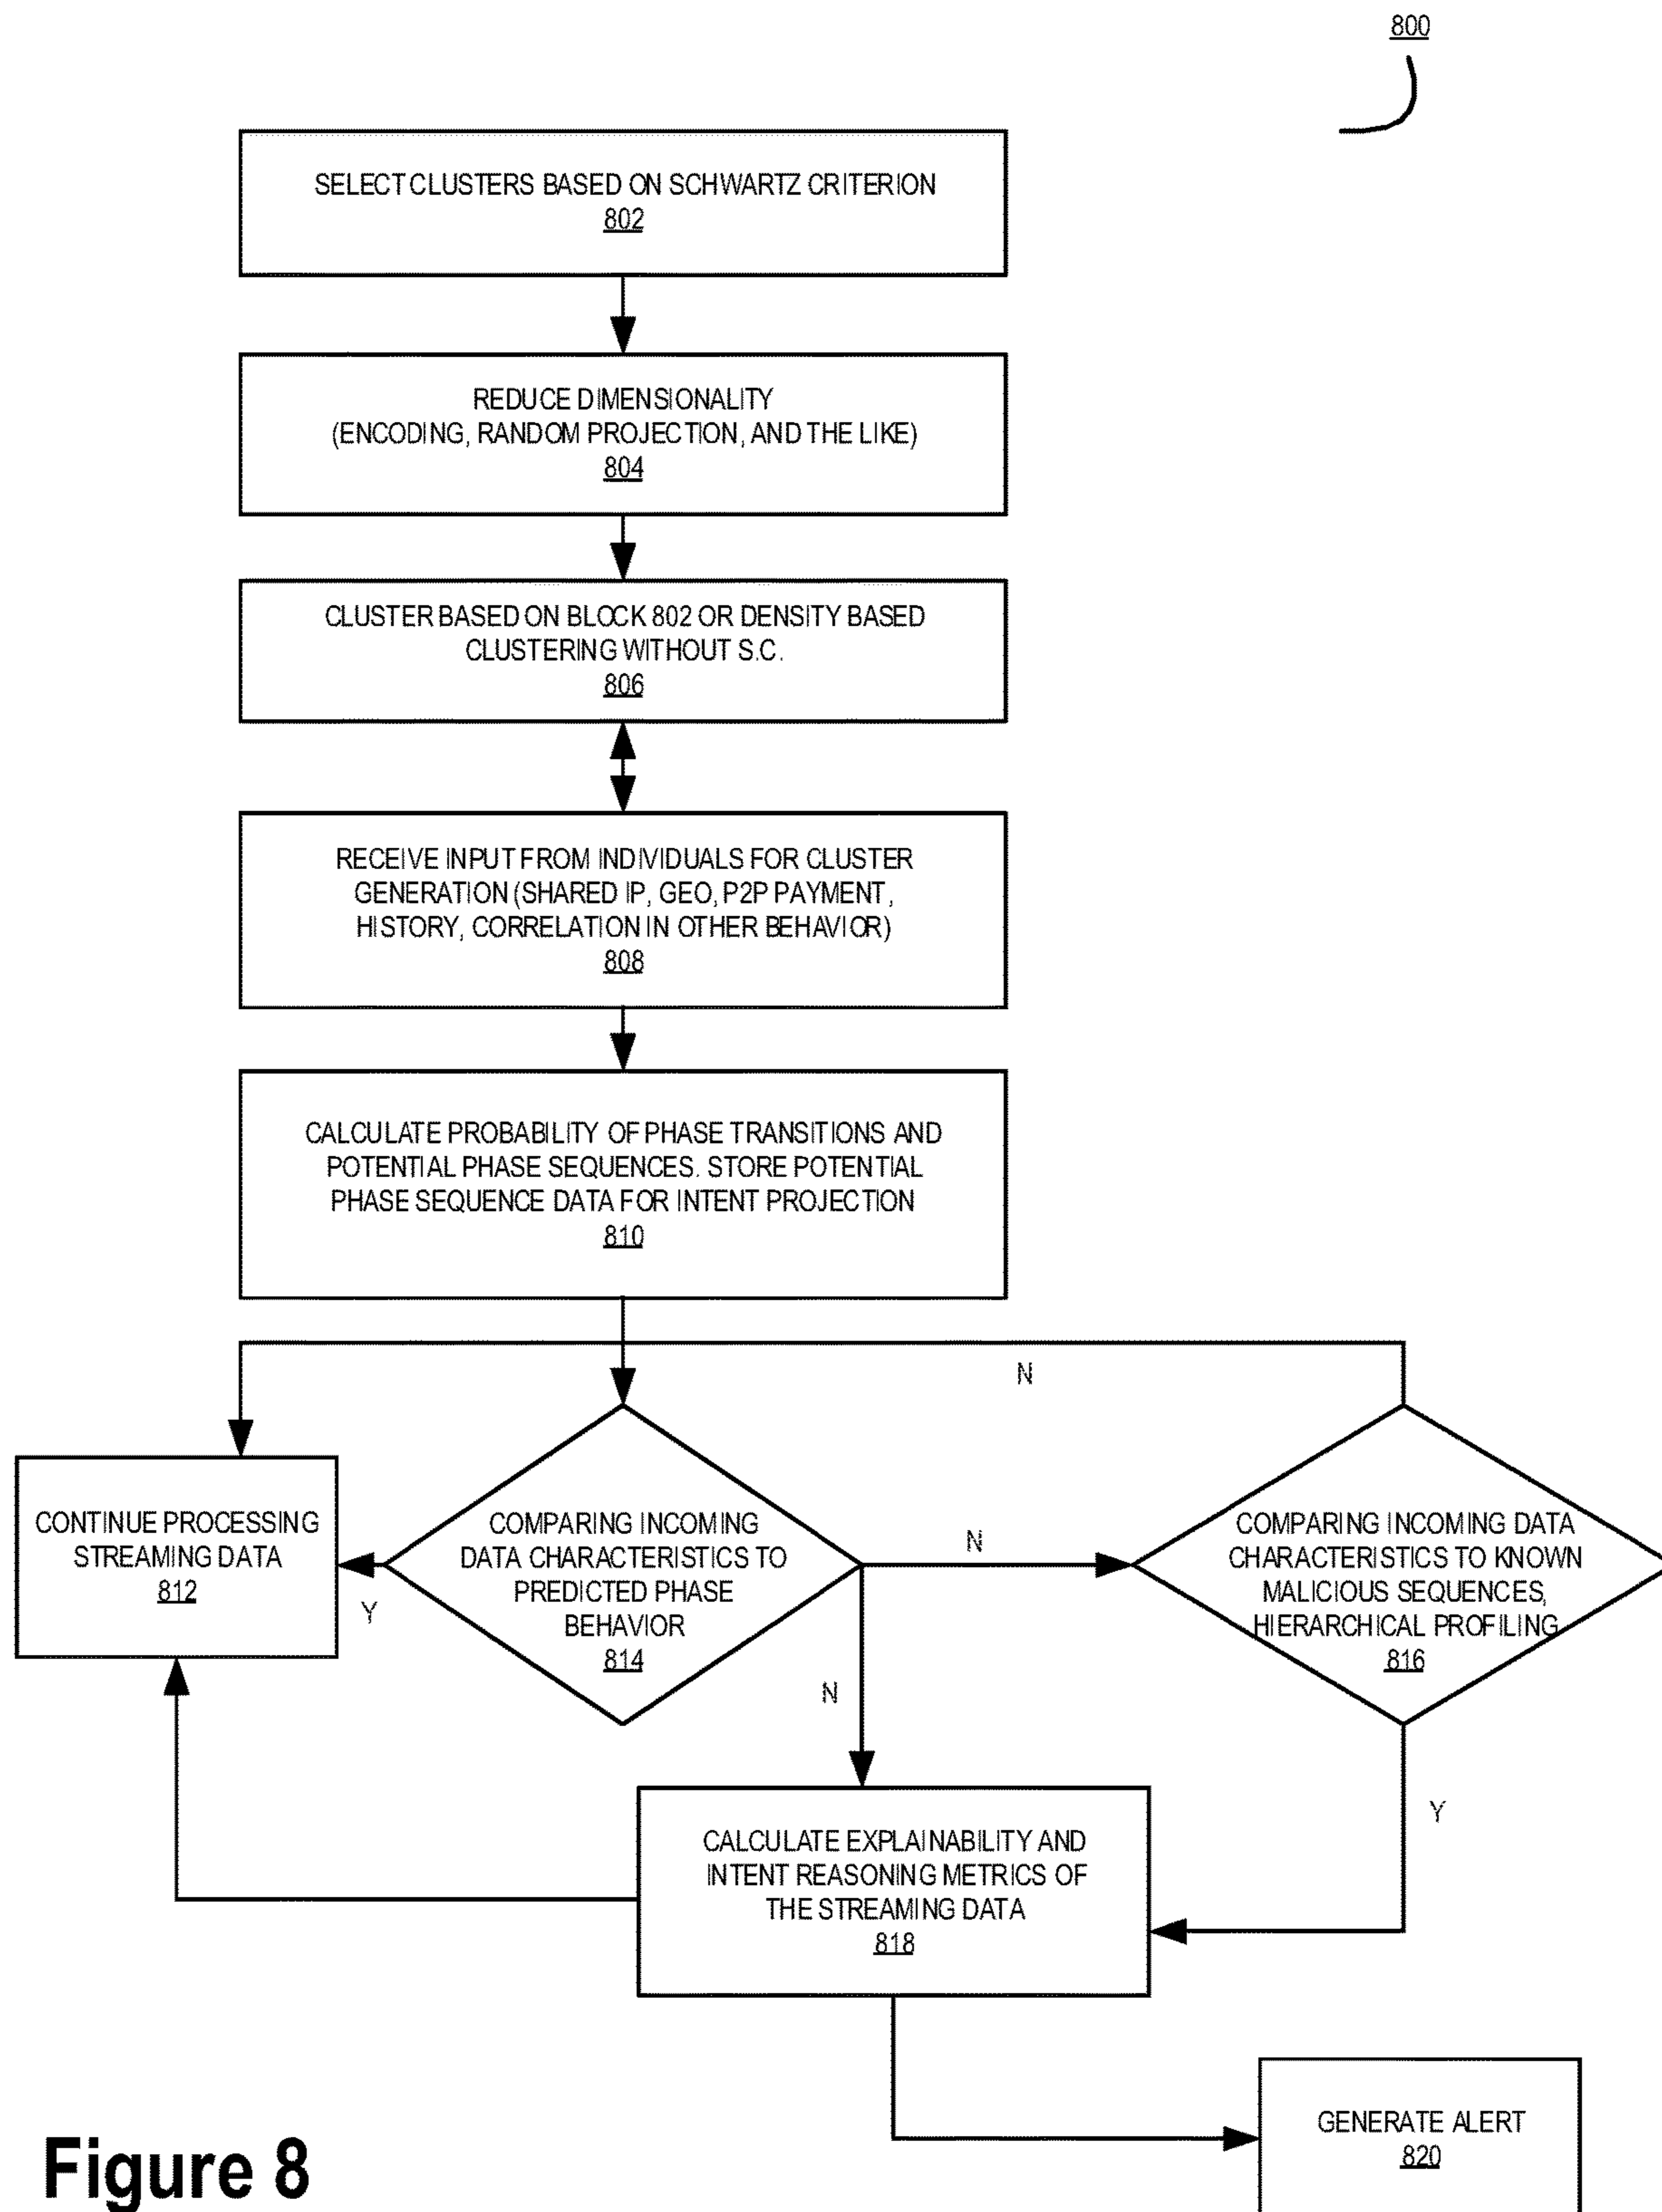 800
SELECT CLUSTERS BASED ON SCHWARTZ CRITERION
802
REDUCE DIMENSIONALITY
(ENCODING, RANDOM PROJECTION, AND THE LIKE)
804
CLUSTER BASED ON BLOCK 802 OR DENSITY BASED
CLUSTERING WITHOUT S.C.
806
RECEIVE INPUT FROM INDIVIDUALS FOR CLUSTER
GENERATION (SHARED IP, GEO, P2P PAYMENT,
HISTORY, CORRELATION IN OTHER BEHAVIOR)
808
CALCULATE PROBABILITY OF PHASE TRANSITIONS AND
POTENTIAL PHASE SEQUENCES. STORE POTENTIAL
PHASE SEQUENCE DATA FOR INTENT PROJECTION
810
N
CONTINUE PROCESSING
STREAMING DATA
812
Y
COMPARING INCOMING
DATA CHARACTERISTICS TO
PREDICTED PHASE
BEHAVIOR
814
N
COMPARING INCOMING DATA
CHARACTERISTICS TO KNOWN
MALICIOUS SEQUENCES,
HIERARCHICAL PROFILING
816
N
Y
CALCULATE EXPLAINABILITY AND
INTENT REASONING METRICS OF
THE STREAMING DATA
818
GENERATE ALERT
820
Figure 8